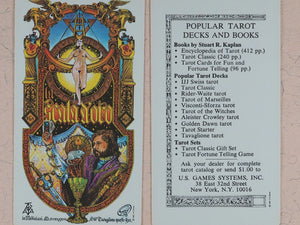 POPULAR TAROT
DECKS AND BOOKS
Books by Stuart R. Kaplan
• Encyclopedia of Tarot (412 pp.)
• Tarot Classic (240 pp.)
• Tarot Cards for Fun and
Fortune Telling (96 pp.)
Popular Tarot Decks
• IJJ Swiss tarot
• Tarot Classic
• Rider-Waite tarot
• Tarot of Marseilles
• Visconti-Sforza tarot
• Tarot of the Witches
• Aleister Crowley tarot
• Golden Dawn tarot
• Tarot Starter
• Tavaglione tarot
Tarot Sets
• Tarot Classic Gift Set
• Tarot Fortune Telling Game
Ask your dealer for complete
tarot catalog or send $1.00 to
U.S. GAMES SYSTEMS, INC.
38 East 32nd Street
New York, N.Y. 10016